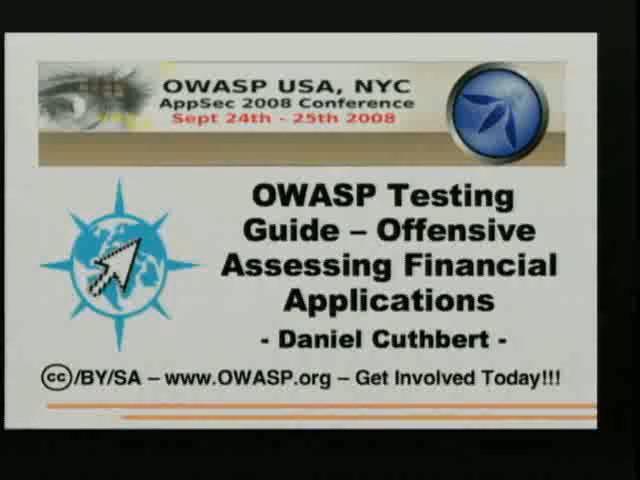 OWASP USA, NYC
AppSec 2008 Conference
Sept 24th - 25th 2008
OWASP Testing
Guide – Offensive
Assessing Financial
Applications
- Daniel Cuthbert -
cc/BY/SA – www.OWASP.org – Get Involved Today!!!